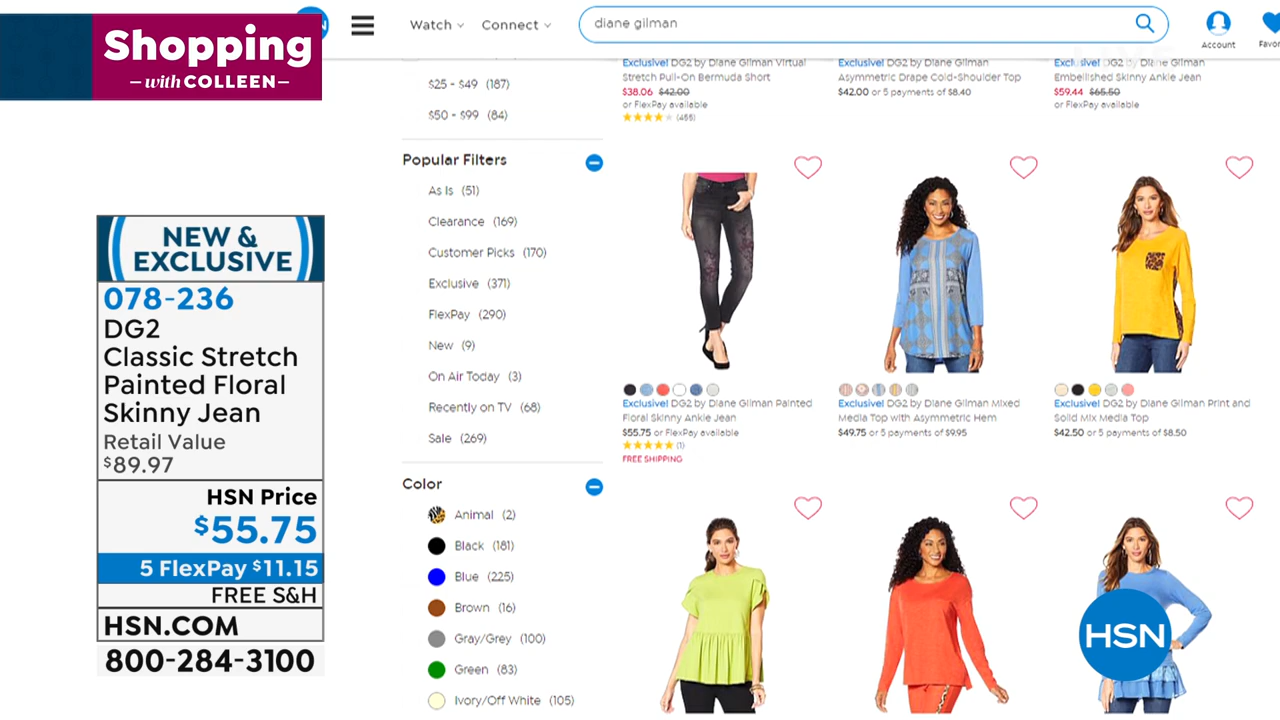 Shopping
– with COLLEEN –
NEW &
EXCLUSIVE
078-236
DG2
Classic Stretch
Painted Floral
Skinny Jean
Retail Value
$89.97
HSN Price
$55.75
5 FlexPay $11.15
FREE S&H
HSN.COM
800-284-3100
Watch
Connect
diane gilman
Account
$25 - $49 (187)
$50 - $99 (84)
Popular Filters
As Is (51)
Clearance (169)
Customer Picks (170)
Exclusive (371)
FlexPay (290)
New (9)
On Air Today (3)
Recently on TV (68)
Sale (269)
Color
Animal (2)
Black (181)
Blue (225)
Brown (16)
Gray/Grey (100)
Green (83)
Ivory/Off White (105)
Exclusive! DG2 by Diane Gilman Virtual
Stretch Pull-On Bermuda Short
$38.06 $42.00
or FlexPay available
(455)
Exclusive! DG2 by Diane Gilman
Asymmetric Drape Cold-Shoulder Top
$42.00 or 5 payments of $8.40
Exclusive! DG2 by Diane Gilman
Embellished Skinny Ankle Jean
$59.44 $65.50
or FlexPay available
Exclusive! DG2 by Diane Gilman Painted
Floral Skinny Ankle Jean
$55.75 or FlexPay available
(1)
FREE SHIPPING
Exclusive! DG2 by Diane Gilman Mixed
Media Top with Asymmetric Hem
$49.75 or 5 payments of $9.95
Exclusive! DG2 by Diane Gilman Print and
Solid Mix Media Top
$42.50 or 5 payments of $8.50
HSN